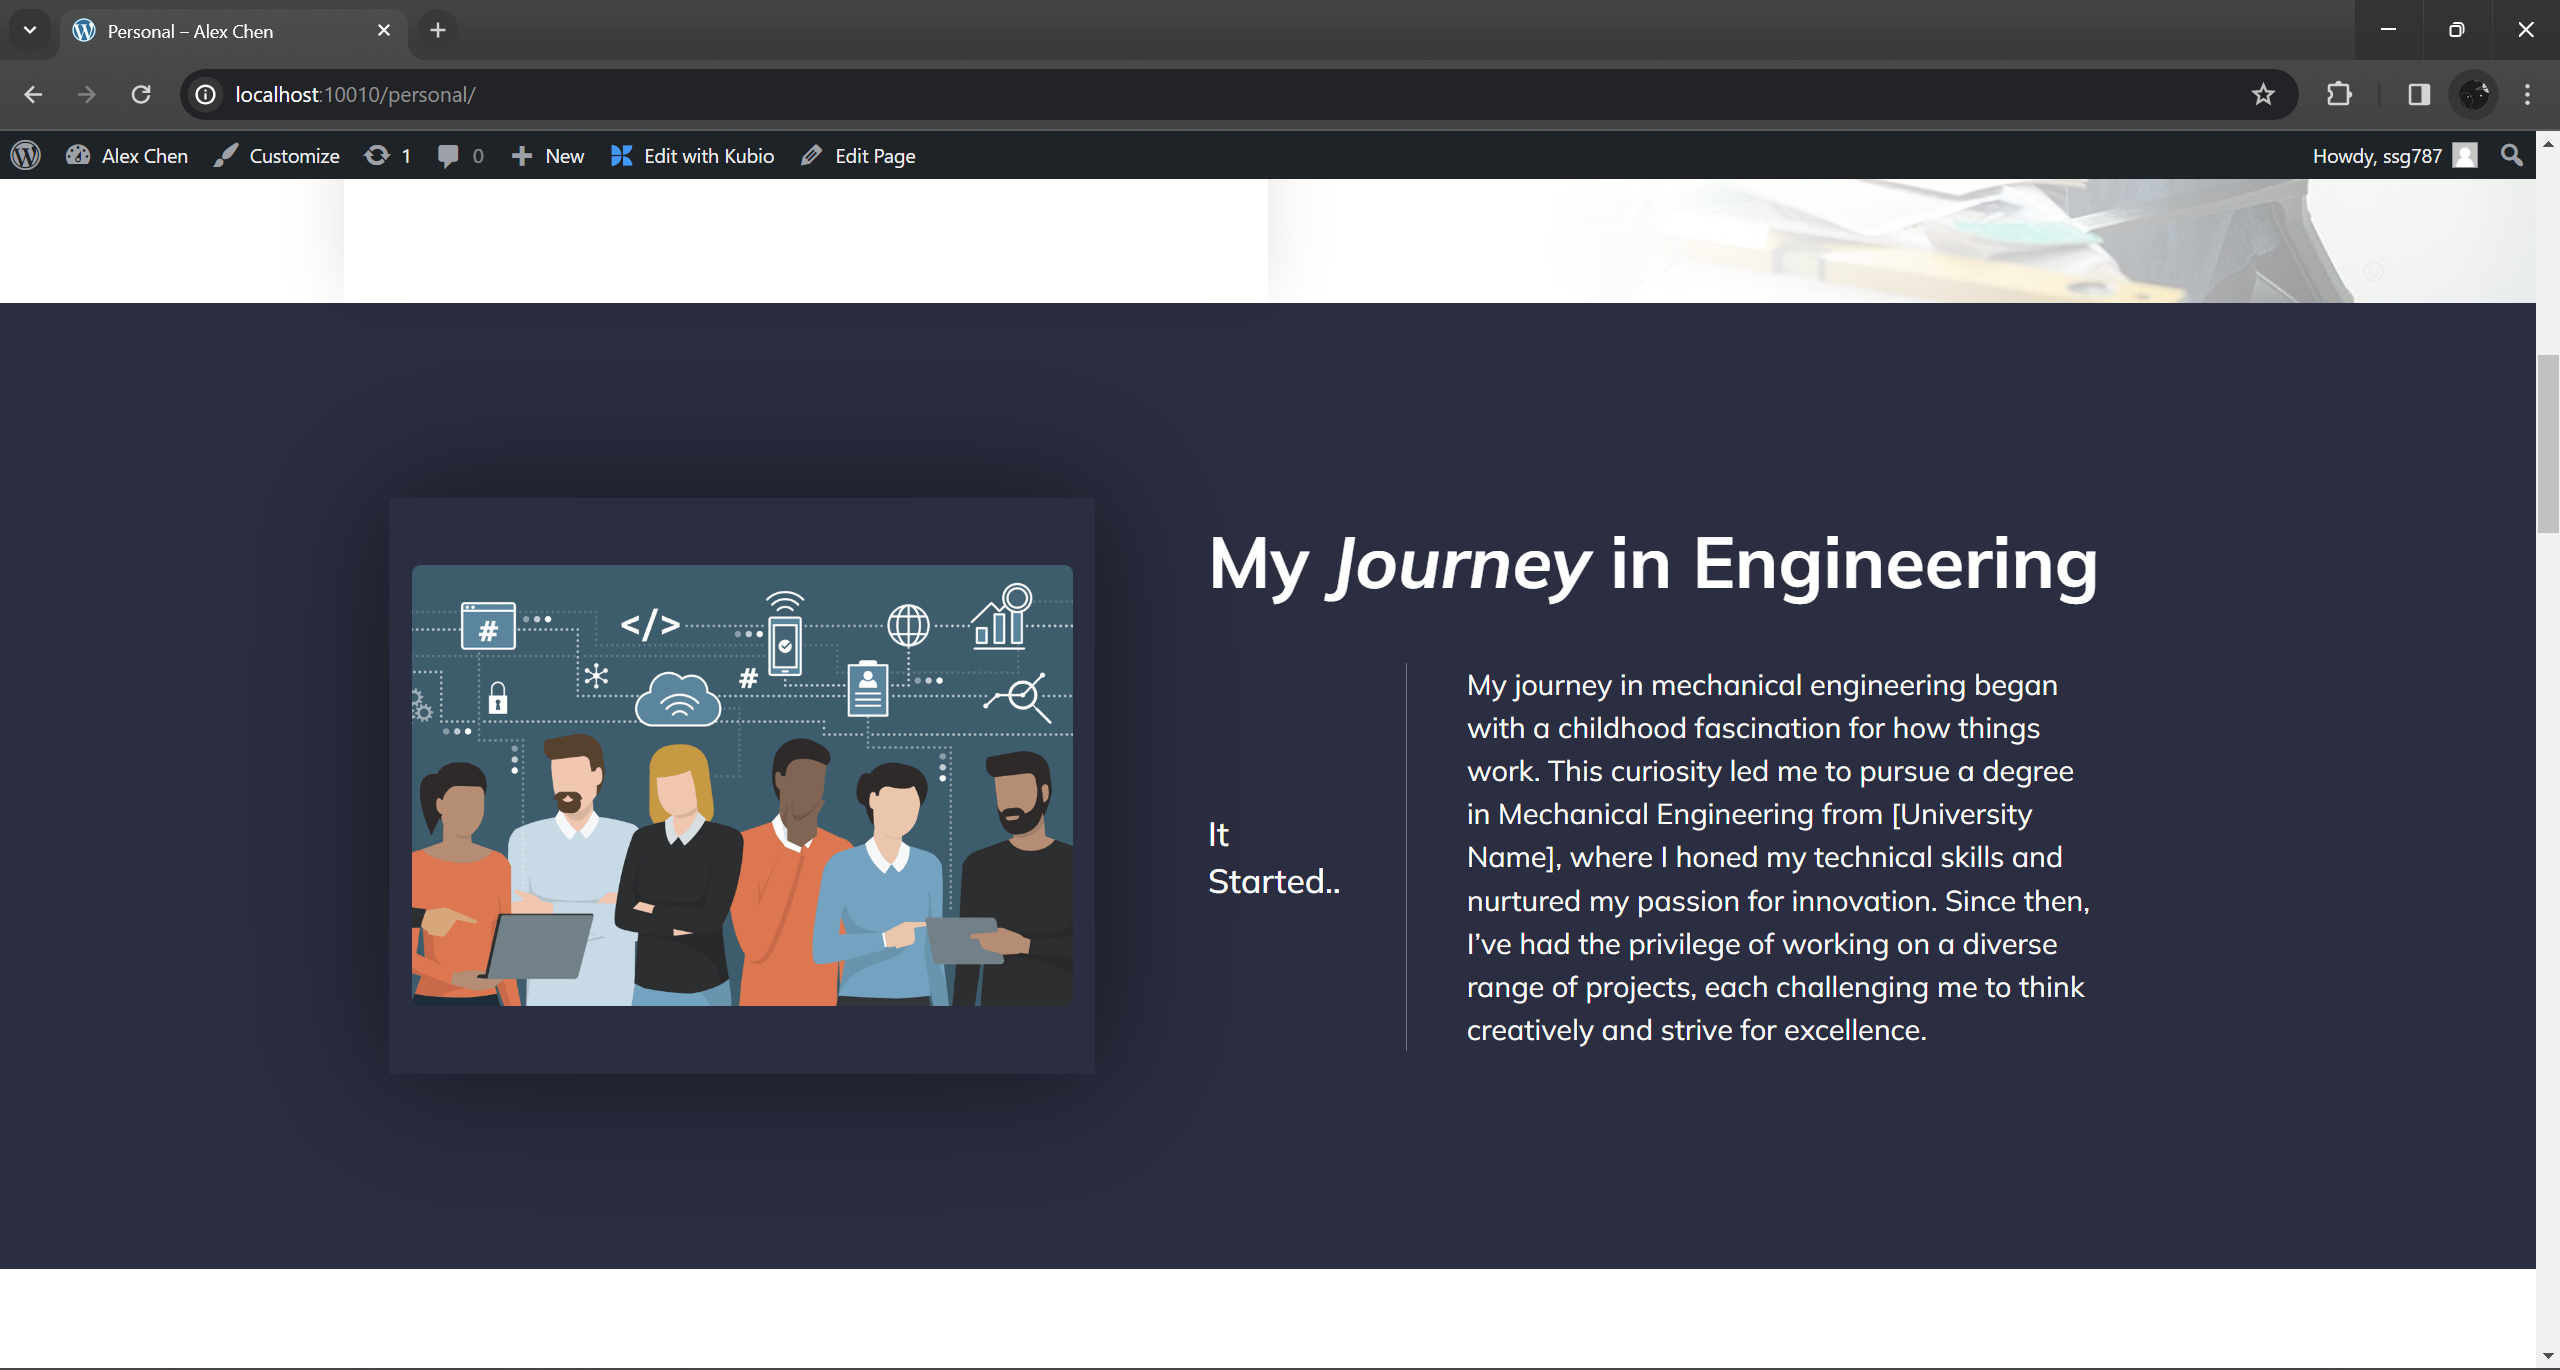 Personal – Alex Chen
localhost:10010/personal/
Alex Chen Customize 1 0 New Edit with Kubio Edit Page Howdy, ssg787
My Journey in Engineering
It
Started..
My journey in mechanical engineering began
with a childhood fascination for how things
work. This curiosity led me to pursue a degree
in Mechanical Engineering from [University
Name], where I honed my technical skills and
nurtured my passion for innovation. Since then,
I’ve had the privilege of working on a diverse
range of projects, each challenging me to think
creatively and strive for excellence.
# </> #